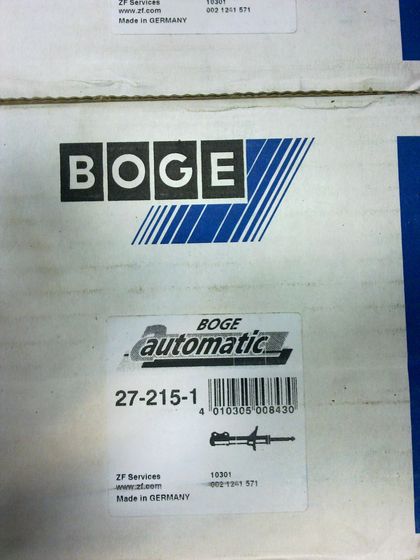 ZF Services 10301
www.zf.com 002 1261 571
Made in GERMANY
BOGE
BOGE
automatic
27-215-1
4 010305 008430
ZF Services 10301
www.zf.com 002 1261 571
Made in GERMANY